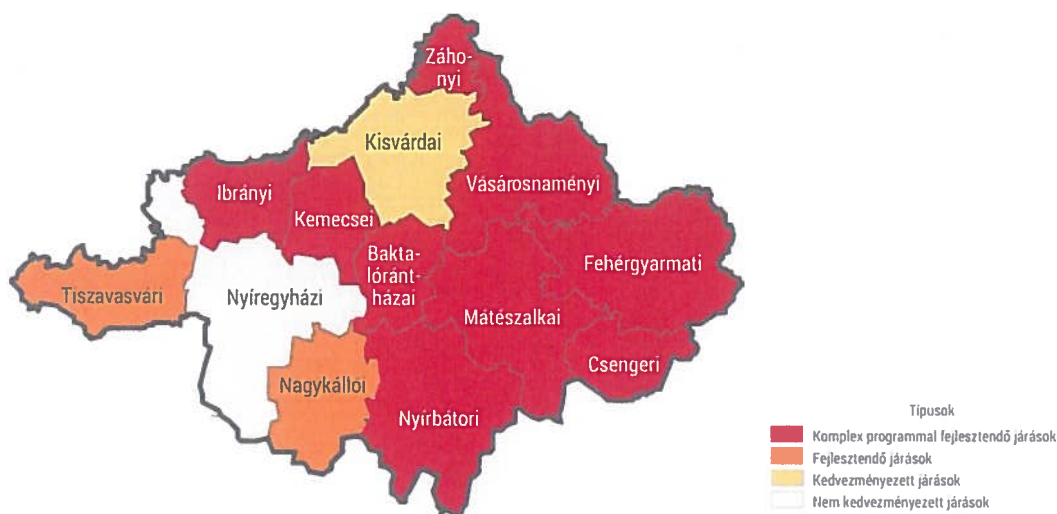 Záho-
nyi
Kisvárdai
Ibrányi
Vásárosnaményi
Kemecsei
Bakta-
lóránt-
házai
Fehérgyarmati
Tiszavasvári
Nyíregyházi
Mátészalkai
Csengeri
Nagykállói
Nyírbátori
Típusok
Komplex programmal fejlesztendő járások
Fejlesztendő járások
Kedvezményezett járások
Nem kedvezményezett járások